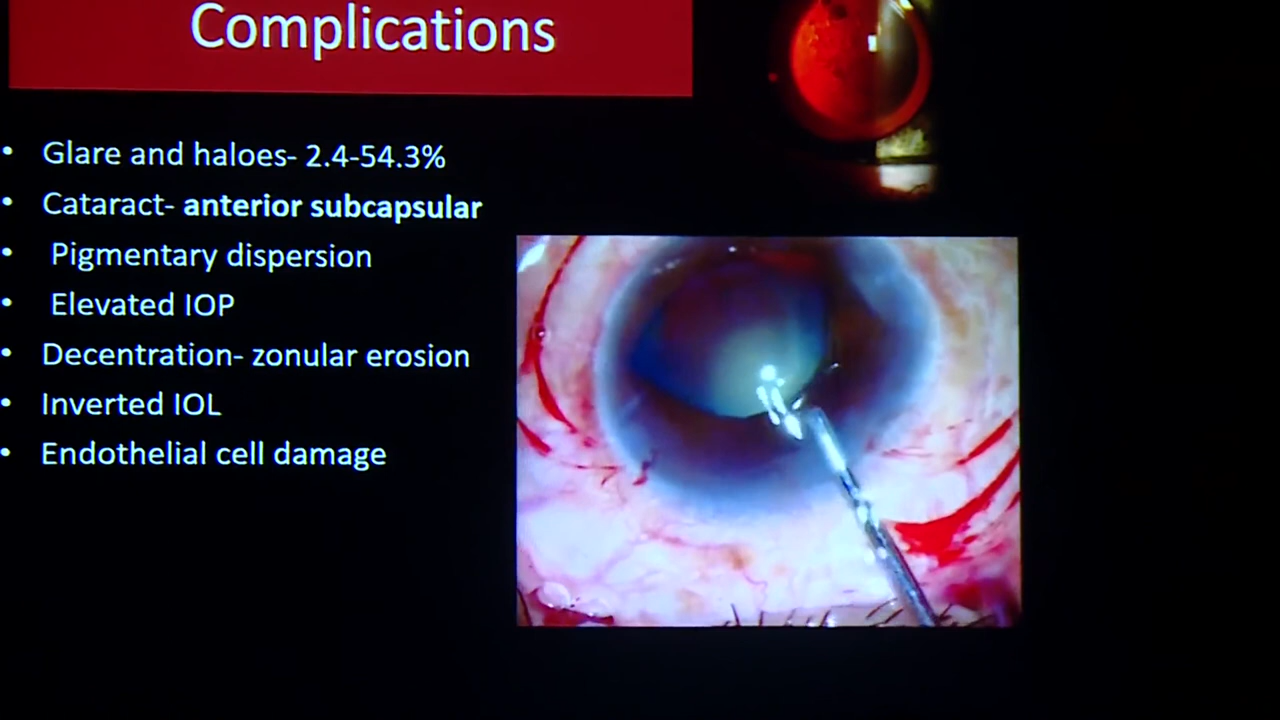 Complications
• Glare and haloes- 2.4-54.3%
• Cataract- anterior subcapsular
• Pigmentary dispersion
• Elevated IOP
• Decentration- zonular erosion
• Inverted IOL
• Endothelial cell damage